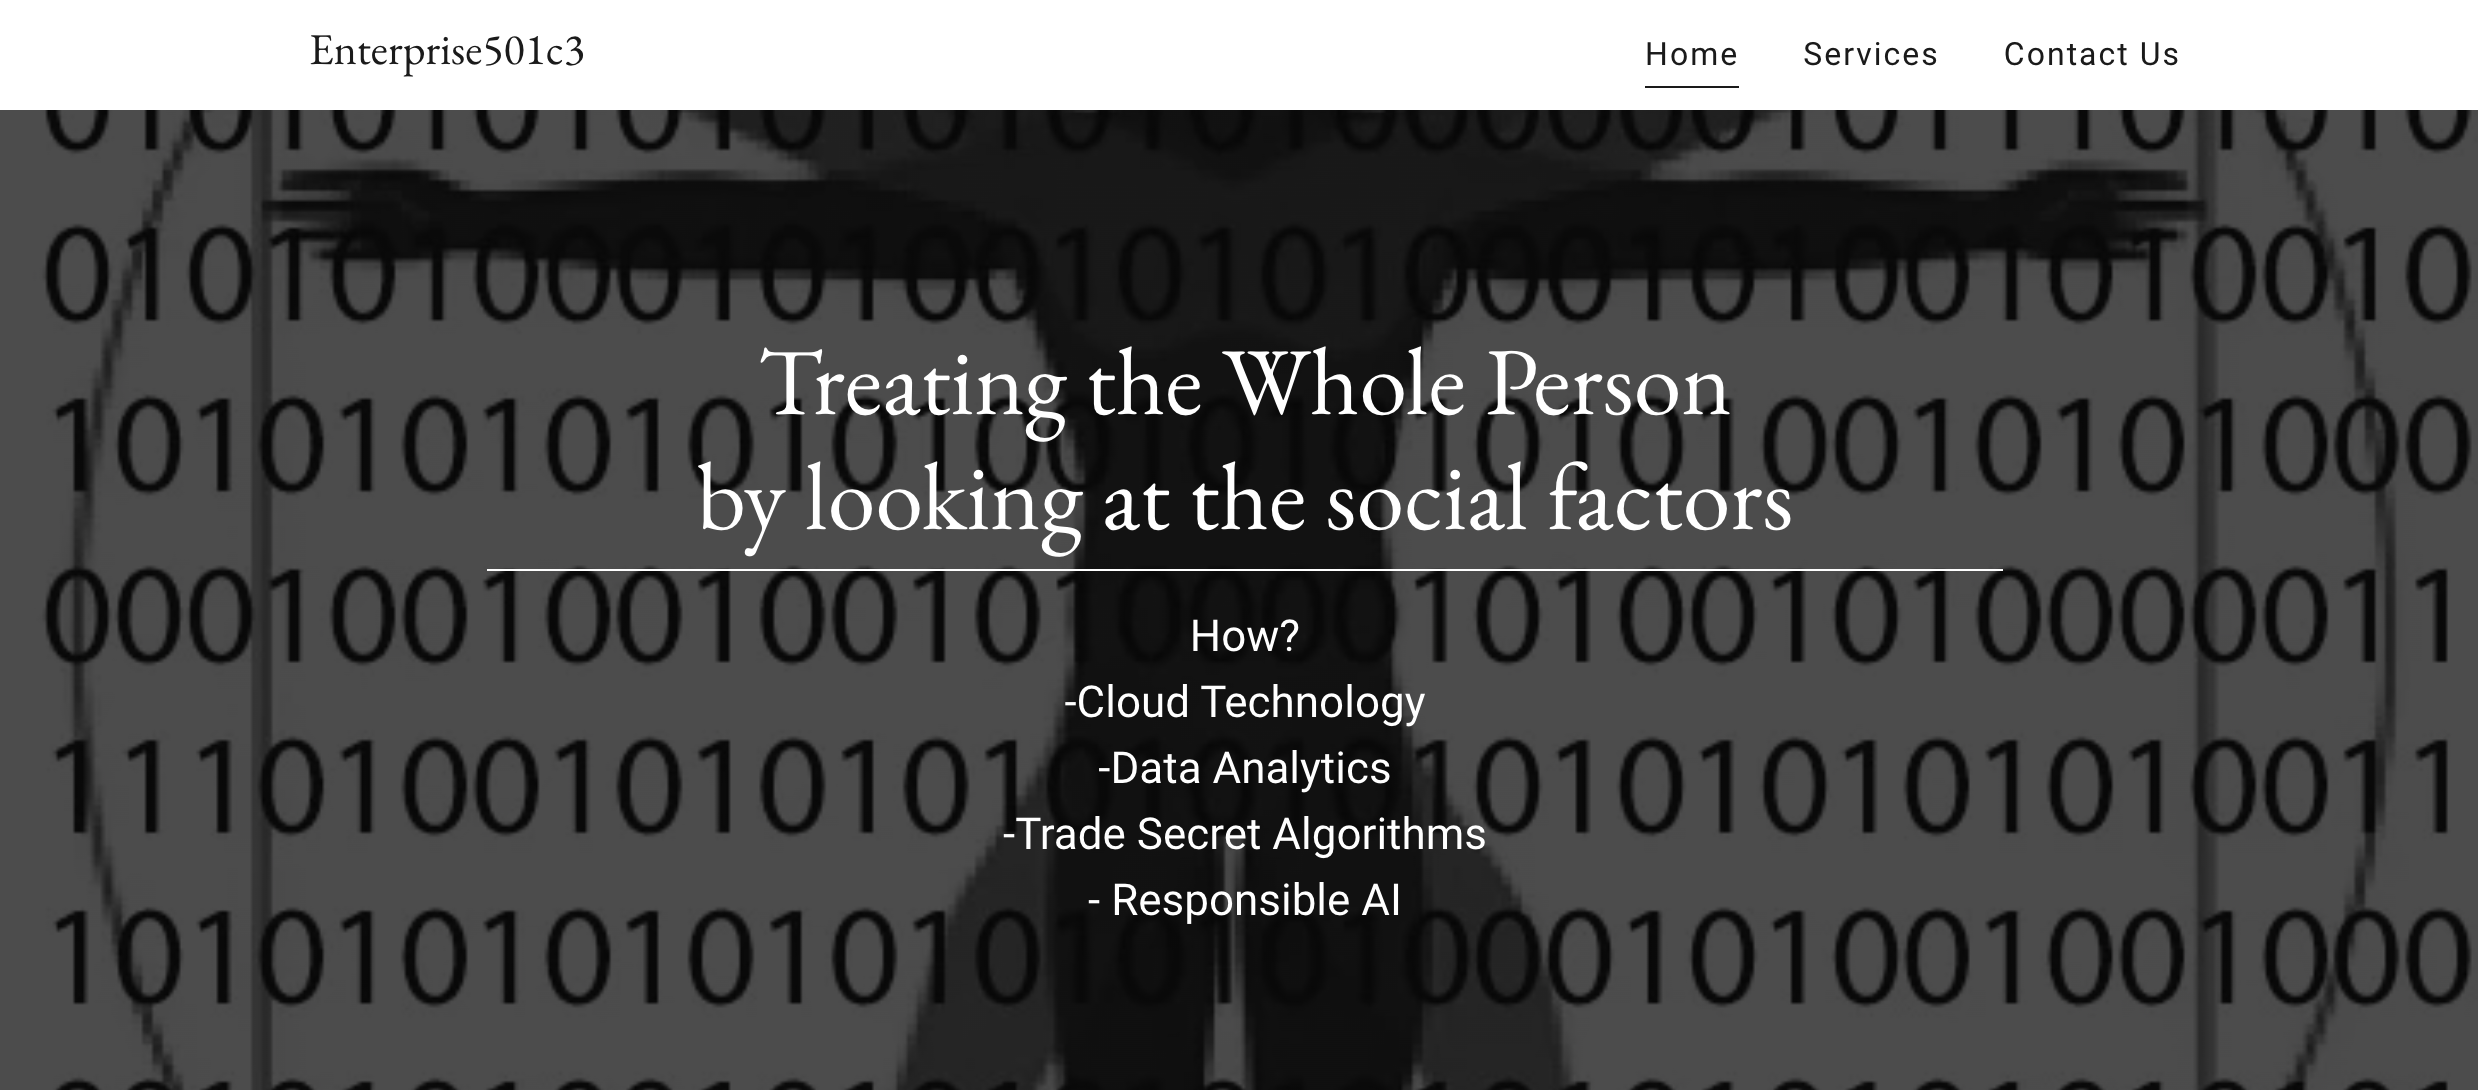 Enterprise501c3
Home Services Contact Us
Treating the Whole Person
by looking at the social factors
How?
-Cloud Technology
-Data Analytics
-Trade Secret Algorithms
- Responsible AI